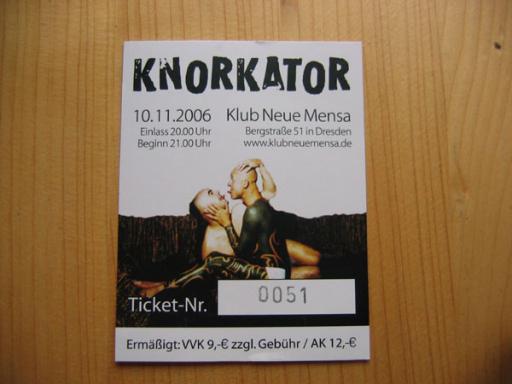 KNORKATOR
10.11.2006 Klub Neue Mensa
Einlass 20.00 Uhr Bergstraße 51 in Dresden
Beginn 21.00 Uhr www.klubneuemensa.de
Ticket-Nr. 0051
Ermäßigt: VVK 9,-€ zzgl. Gebühr / AK 12,-€